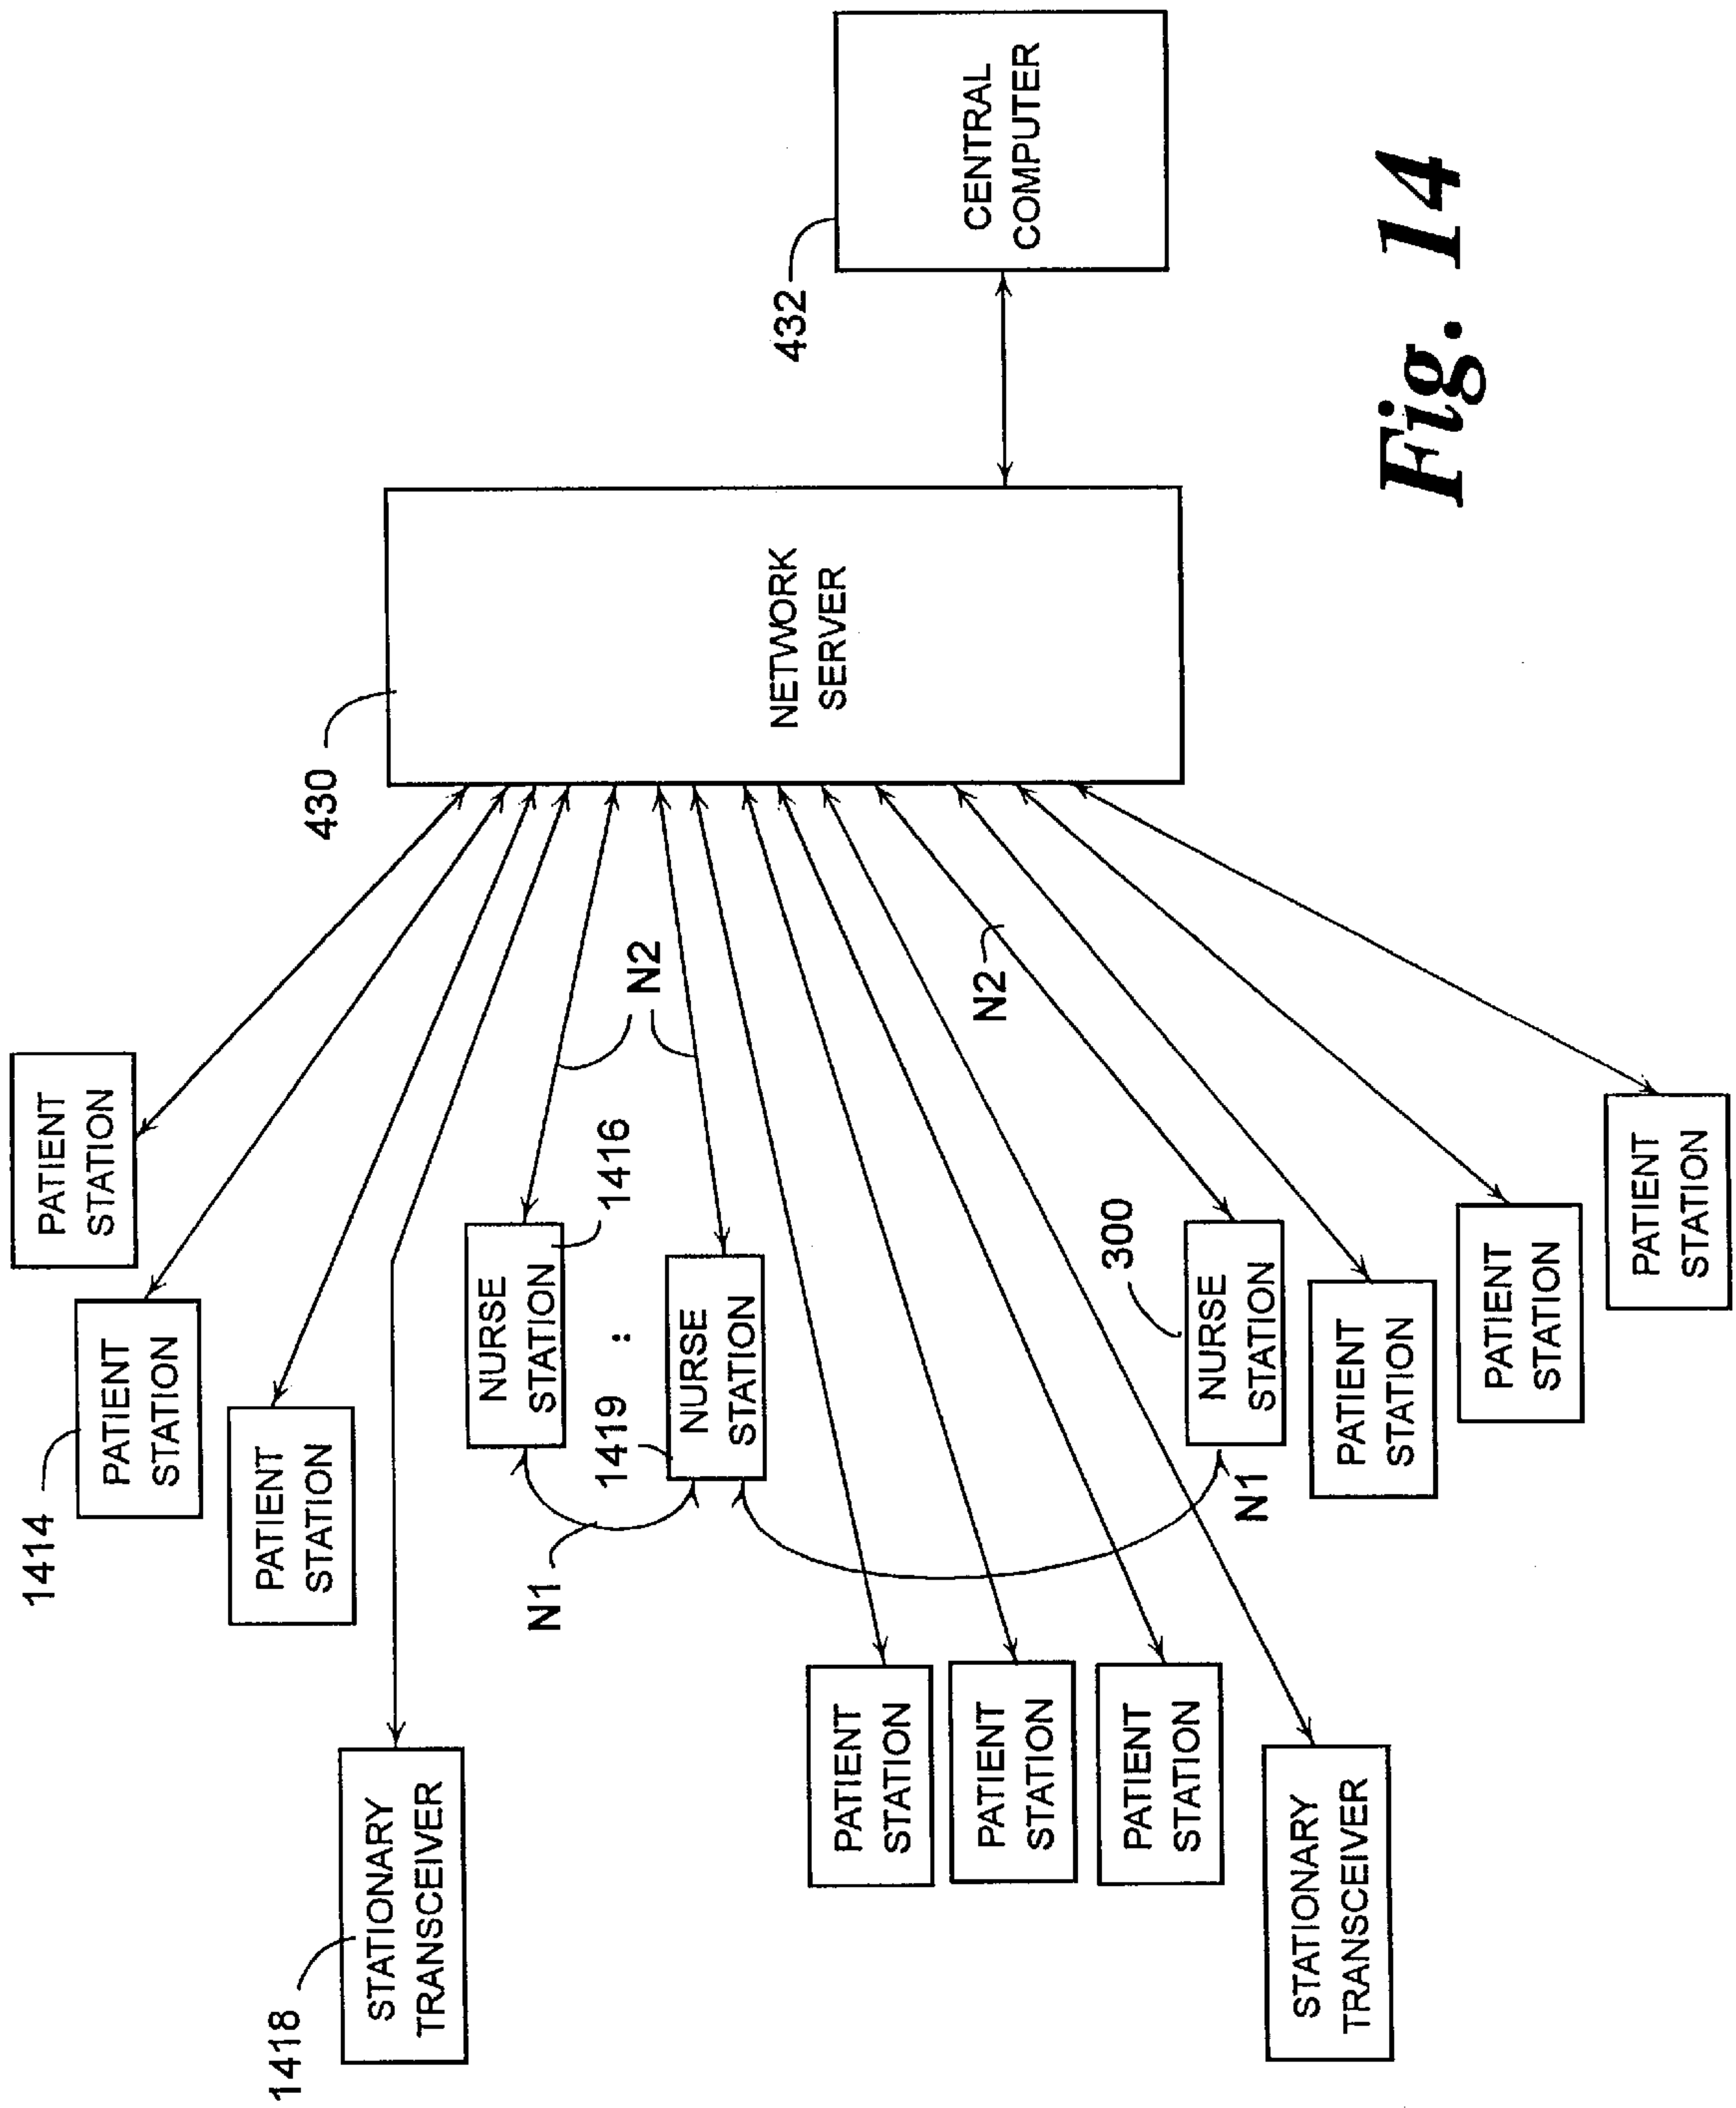 1418
STATIONARY
TRANSCEIVER
1414
PATIENT
STATION
PATIENT
STATION
PATIENT
STATION
430
NETWORK
SERVER
432
CENTRAL
COMPUTER
N1
NURSE
STATION
1416
N2
1419 :
NURSE
STATION
PATIENT
STATION
PATIENT
STATION
PATIENT
STATION
N2
300
NURSE
STATION
N1
STATIONARY
TRANSCEIVER
PATIENT
STATION
PATIENT
STATION
PATIENT
STATION
Fig. 14